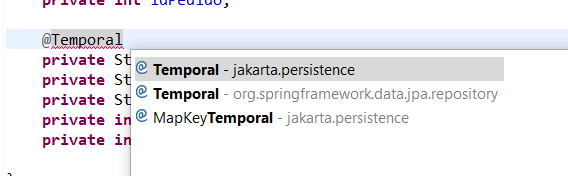 private int idPedido;
@Temporal
private St
Temporal - jakarta.persistence
private St
Temporal - org.springframework.data.jpa.repository
private St
MapKeyTemporal - jakarta.persistence
private in
private in